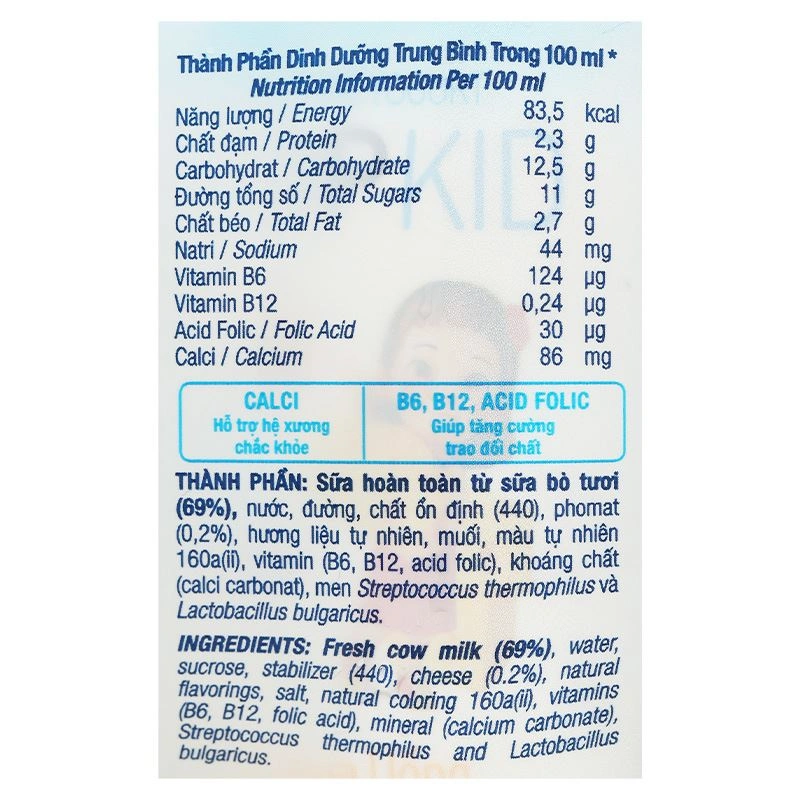 Thành Phần Dinh Dưỡng Trung Bình Trong 100 ml *
Nutrition Information Per 100 ml
Năng lượng / Energy 83,5 kcal
Chất đạm / Protein 2,3 g
Carbohydrat / Carbohydrate 12,5 g
Đường tổng số / Total Sugars 11 g
Chất béo / Total Fat 2,7 g
Natri / Sodium 44 mg
Vitamin B6 124 µg
Vitamin B12 0,24 µg
Acid Folic / Folic Acid 30 µg
Calci / Calcium 86 mg
CALCI
Hỗ trợ hệ xương
chắc khỏe
B6, B12, ACID FOLIC
Giúp tăng cường
trao đổi chất
THÀNH PHẦN: Sữa hoàn toàn từ sữa bò tươi
(69%), nước, đường, chất ổn định (440), phomat
(0,2%), hương liệu tự nhiên, muối, màu tự nhiên
160a(ii), vitamin (B6, B12, acid folic), khoáng chất
(calci carbonat), men Streptococcus thermophilus và
Lactobacillus bulgaricus.
INGREDIENTS: Fresh cow milk (69%), water,
sucrose, stabilizer (440), cheese (0.2%), natural
flavorings, salt, natural coloring 160a(ii), vitamins
(B6, B12, folic acid), mineral (calcium carbonate),
Streptococcus thermophilus and Lactobacillus
bulgaricus.
KID